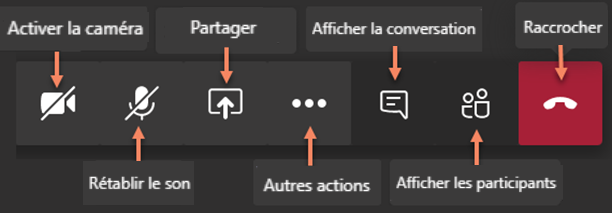 Activer la caméra
Partager
Afficher la conversation
Raccrocher
Rétablir le son
Autres actions
Afficher les participants